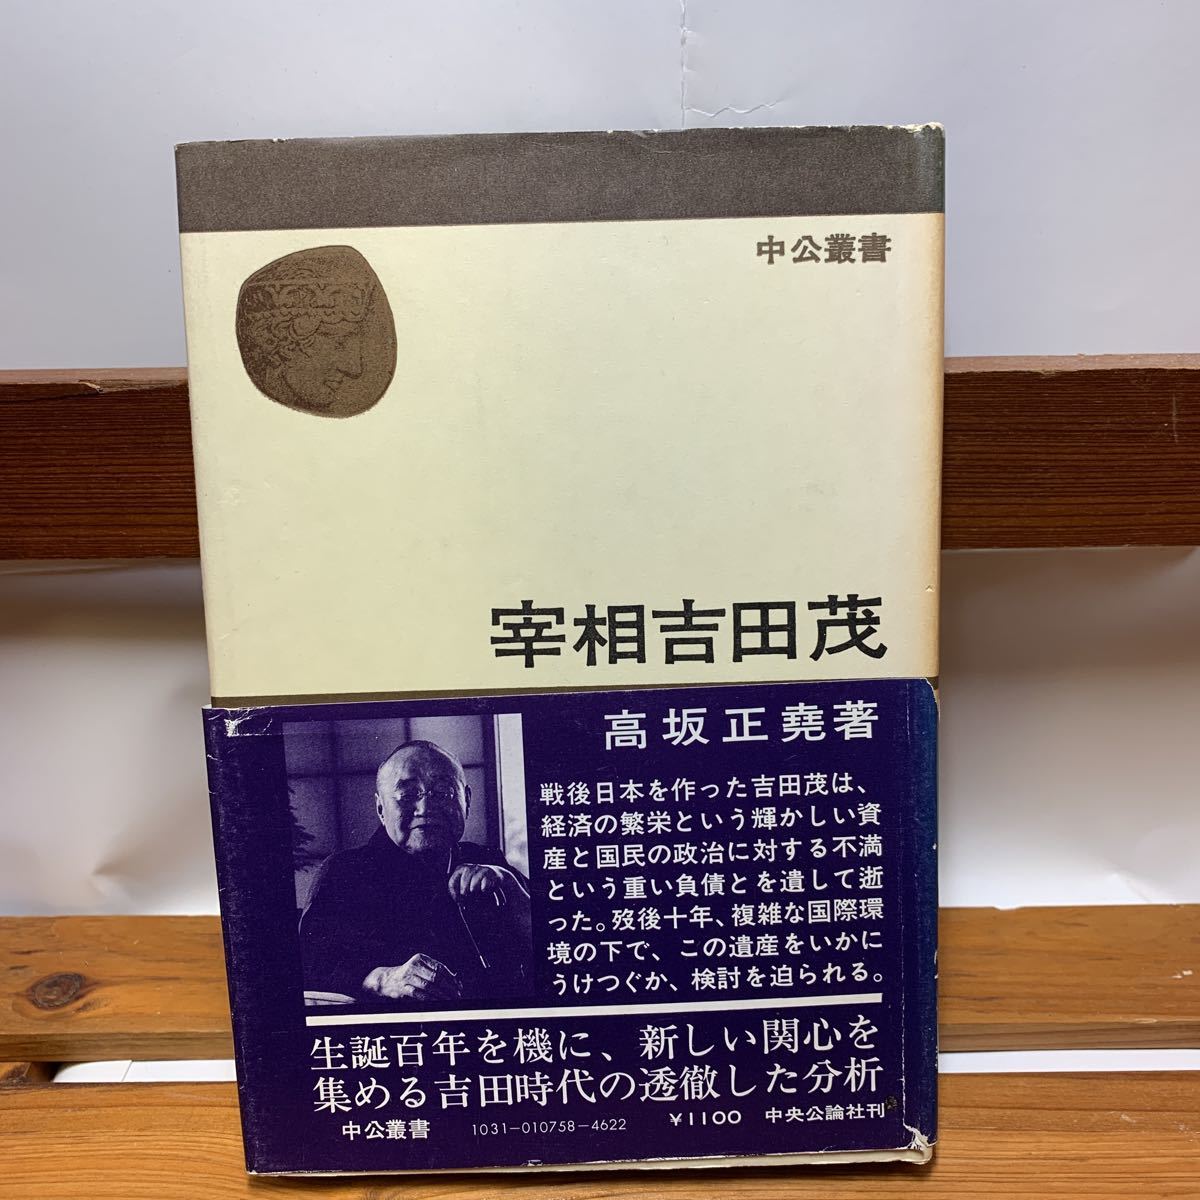 中公叢書
宰相吉田茂
高坂正堯著
戦後日本を作った吉田茂は、
経済の繁栄という輝かしい資
産と国民の政治に対する不満
という重い負債とを遺して逝
った。歿後十年、複雑な国際環
境の下で、この遺産をいかに
うけつぐか、検討を迫られる。
生誕百年を機に、新しい関心を
集める吉田時代の透徹した分析
中公叢書 1031-010758-4622 ¥1100 中央公論社刊